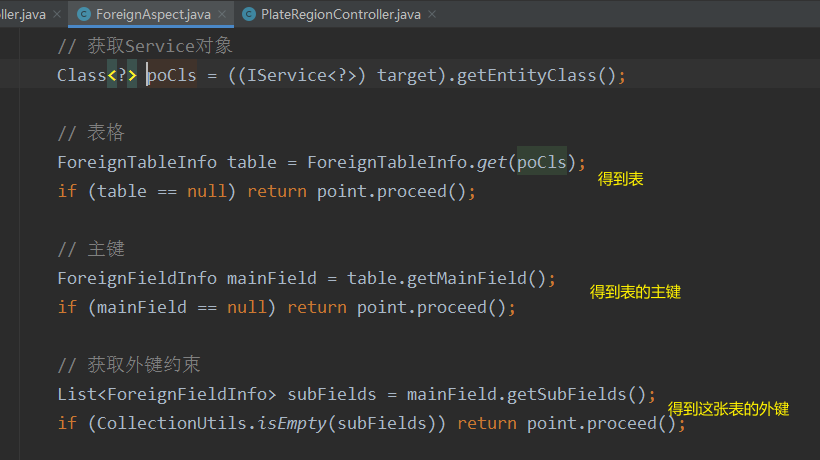 ller.java × ForeignAspect.java × PlateRegionController.java ×
// 获取Service对象
Class<?> poCls = ((IService<?>) target).getEntityClass();
// 表格
ForeignTableInfo table = ForeignTableInfo.get(poCls);
得到表
if (table == null) return point.proceed();
// 主键
ForeignFieldInfo mainField = table.getMainField();
得到表的主键
if (mainField == null) return point.proceed();
// 获取外键约束
List<ForeignFieldInfo> subFields = mainField.getSubFields();
得到这张表的外键
if (CollectionUtils.isEmpty(subFields)) return point.proceed();